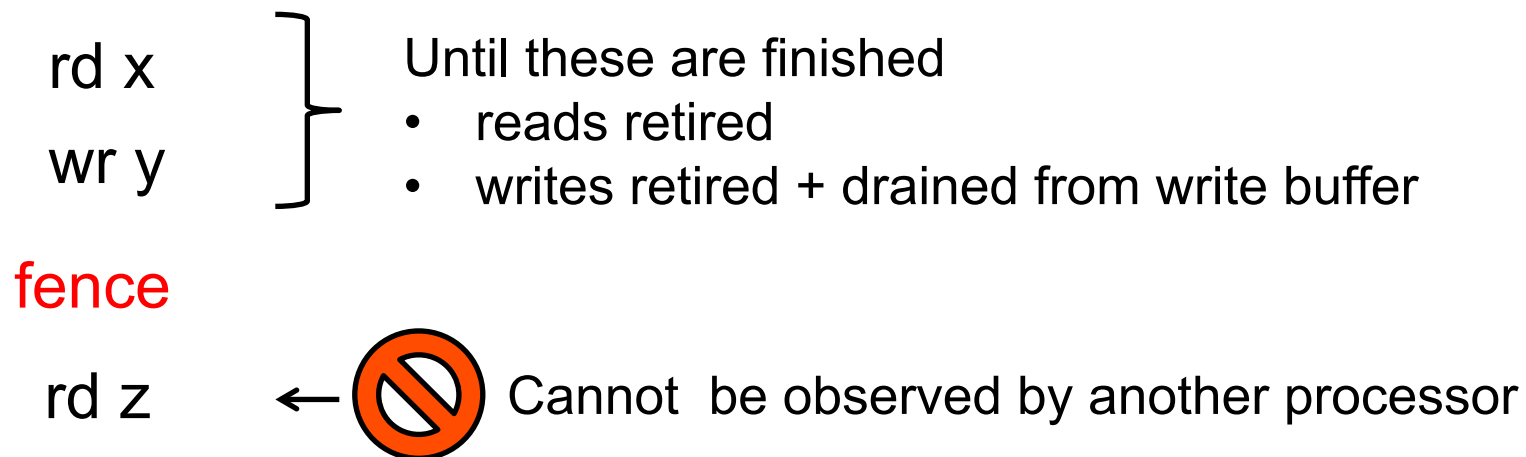 rd x
wr y
Until these are finished
• reads retired
• writes retired + drained from write buffer
fence
rd z
Cannot be observed by another processor